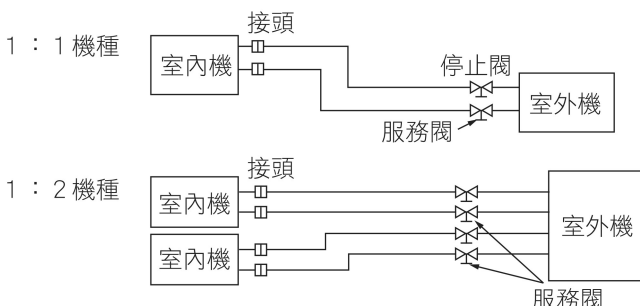 接頭
1：1機種
室內機
停止閥
室外機
服務閥
接頭
1：2機種
室內機
室外機
室內機
服務閥